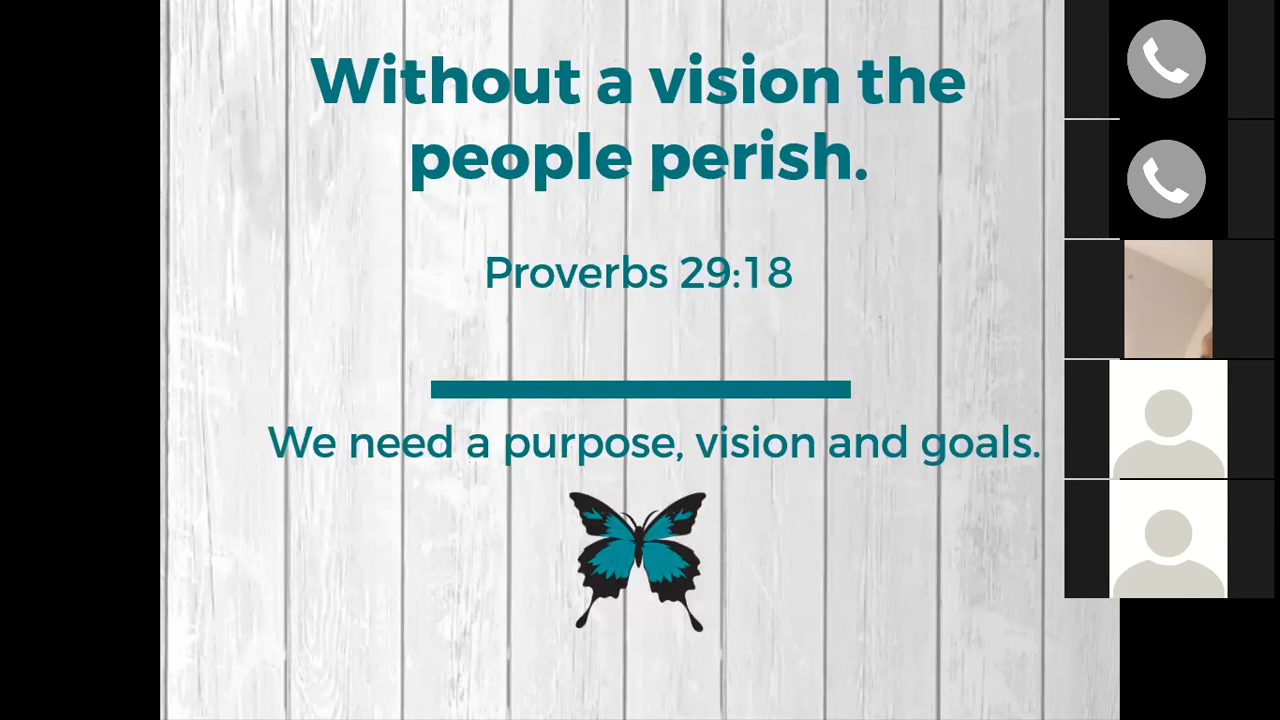 Without a vision the
people perish.
Proverbs 29:18
We need a purpose, vision and goals.